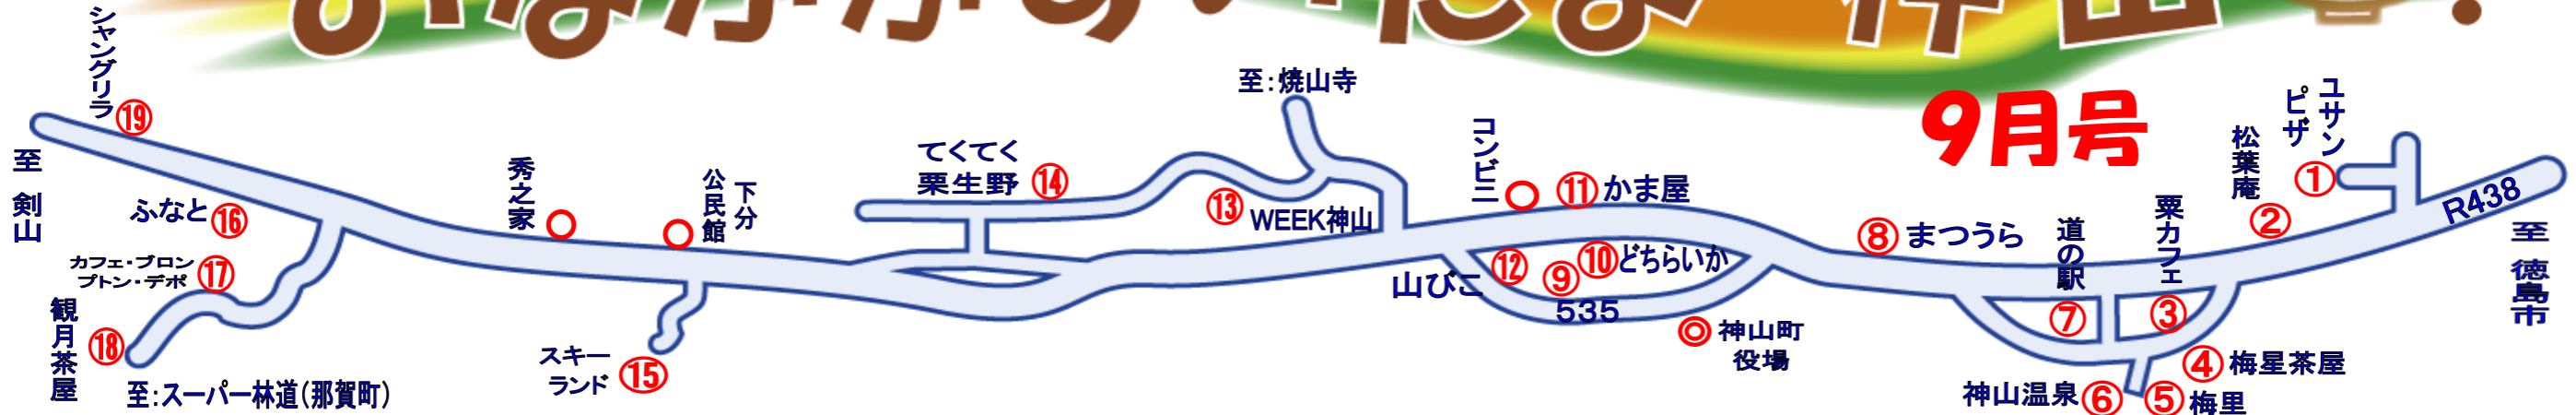 9月号
シャングリラ
⑲
至 剣山
ふなと
⑯
カフェ・ブロン
プトン・デポ
⑰
観月茶屋
⑱
至:スーパー林道(那賀町)
秀之家
下分
公民館
スキー
ランド
⑮
てくてく
粟生野
⑭
⑬
WEEK神山
至:焼山寺
コンビニ
⑪
かま屋
山びこ
⑫
⑨
⑩
どちらいか
535
神山町
役場
⑧
まつうら
道の駅
⑦
粟カフェ
③
松葉庵
②
ユサン
ピザ
①
R438
至 徳島市
④
梅星茶屋
神山温泉
⑥
⑤
梅里